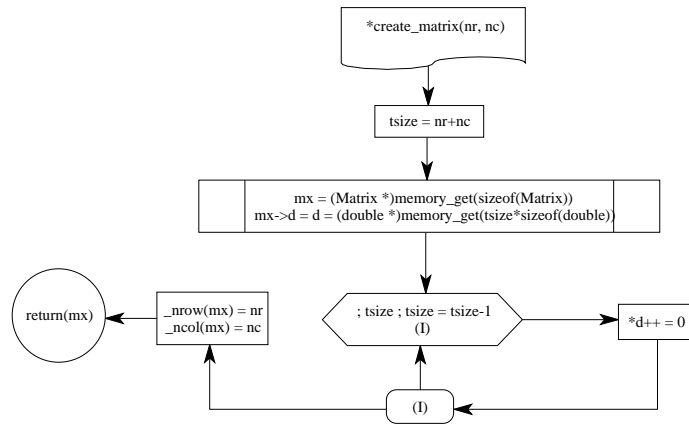 *create_matrix(nr, nc)
tsize = nr+nc
mx = (Matrix *)memory_get(sizeof(Matrix))
mx->d = d = (double *)memory_get(tsize*sizeof(double))
; tsize ; tsize = tsize-1
(I)
*d++ = 0
(I)
_nrow(mx) = nr
_ncol(mx) = nc
return(mx)